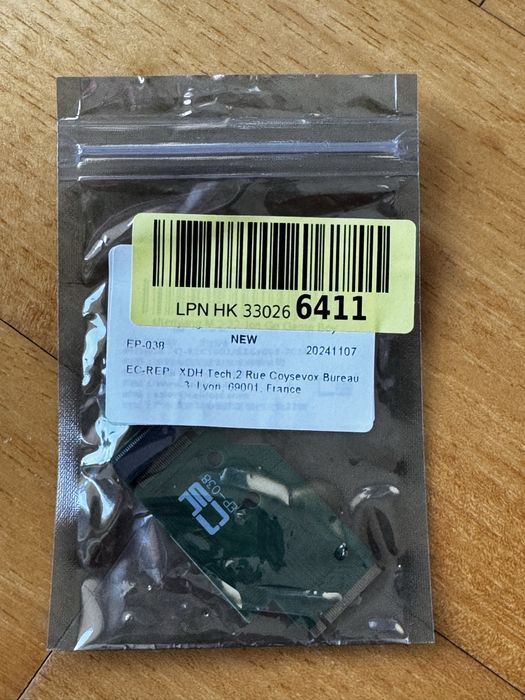 LPN HK 33026 6411
NEW
EP-038 20241107
EC-REP XDH Tech,2 Rue Coysevox Bureau
3, Lyon, 69001, France
EP-038